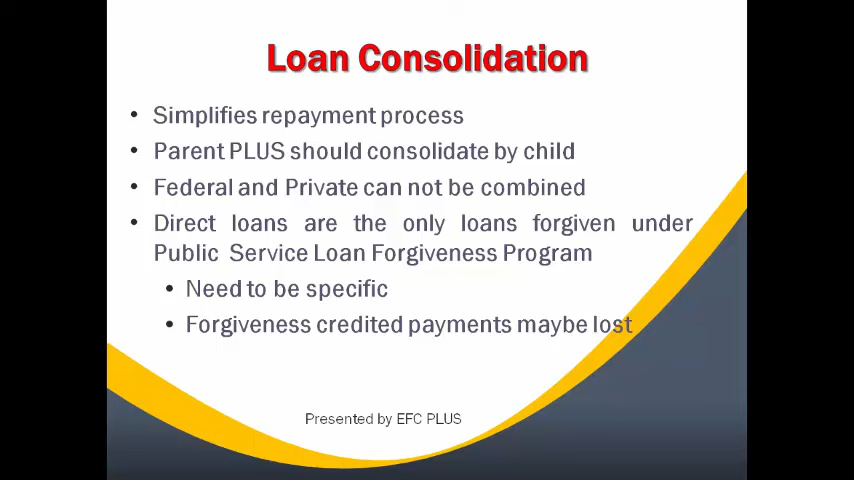 Loan Consolidation
• Simplifies repayment process
• Parent PLUS should consolidate by child
• Federal and Private can not be combined
• Direct loans are the only loans forgiven under
Public Service Loan Forgiveness Program
• Need to be specific
• Forgiveness credited payments maybe lost
Presented by EFC PLUS